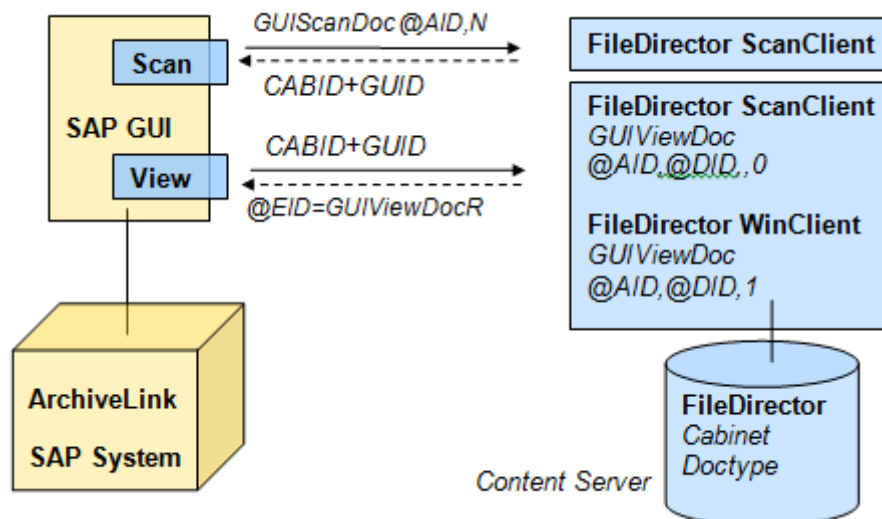 GUIScanDoc @AID,N
Scan
CABID+GUID
SAP GUI
CABID+GUID
View
@EID=GUIViewDocR
ArchiveLink
SAP System
FileDirector ScanClient
FileDirector ScanClient
GUIViewDoc
@AID,@DID,,0
FileDirector WinClient
GUIViewDoc
@AID,@DID,1
FileDirector
Cabinet
Doctype
Content Server